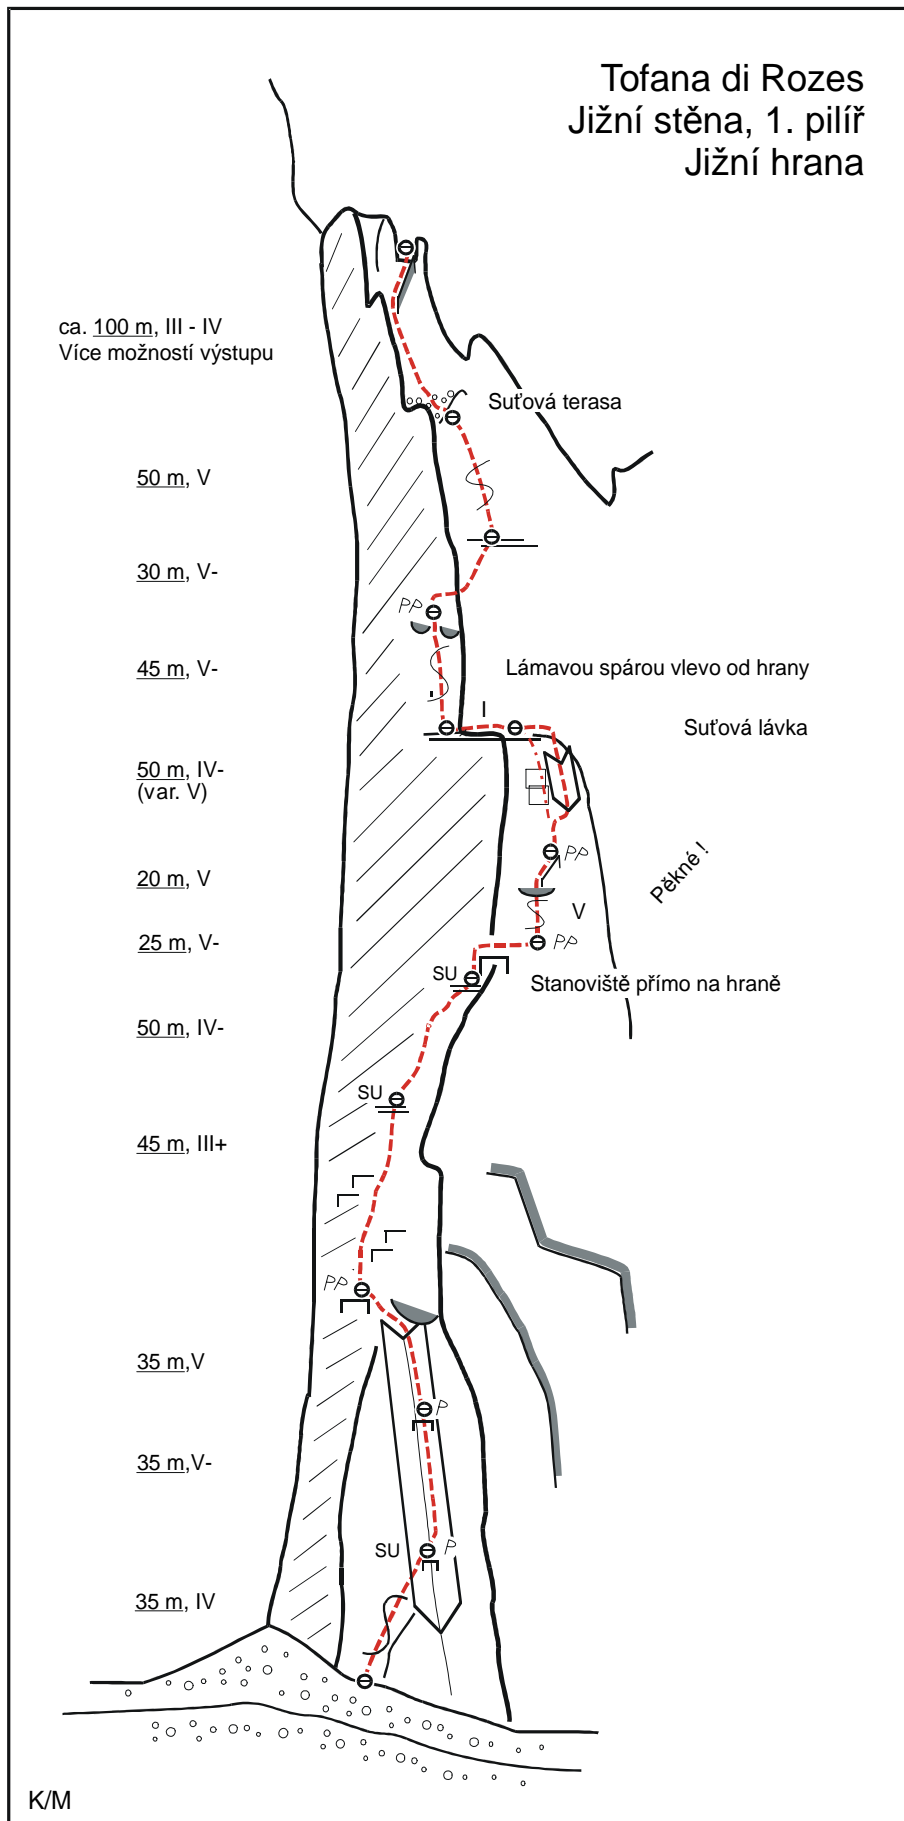 Tofana di Rozes
Jižní stěna, 1. pilíř
Jižní hrana
ca. 100 m, III - IV
Více možností výstupu
Suťová terasa
50 m, V
30 m, V-
PP
45 m, V-
Lámavou spárou vlevo od hrany
I
Suťová lávka
50 m, IV-
(var. V)
PP
Pěkné !
20 m, V
V
25 m, V-
PP
SU
Stanoviště přímo na hraně
50 m, IV-
SU
45 m, III+
PP
35 m,V
P
35 m,V-
SU
P
35 m, IV
K/M